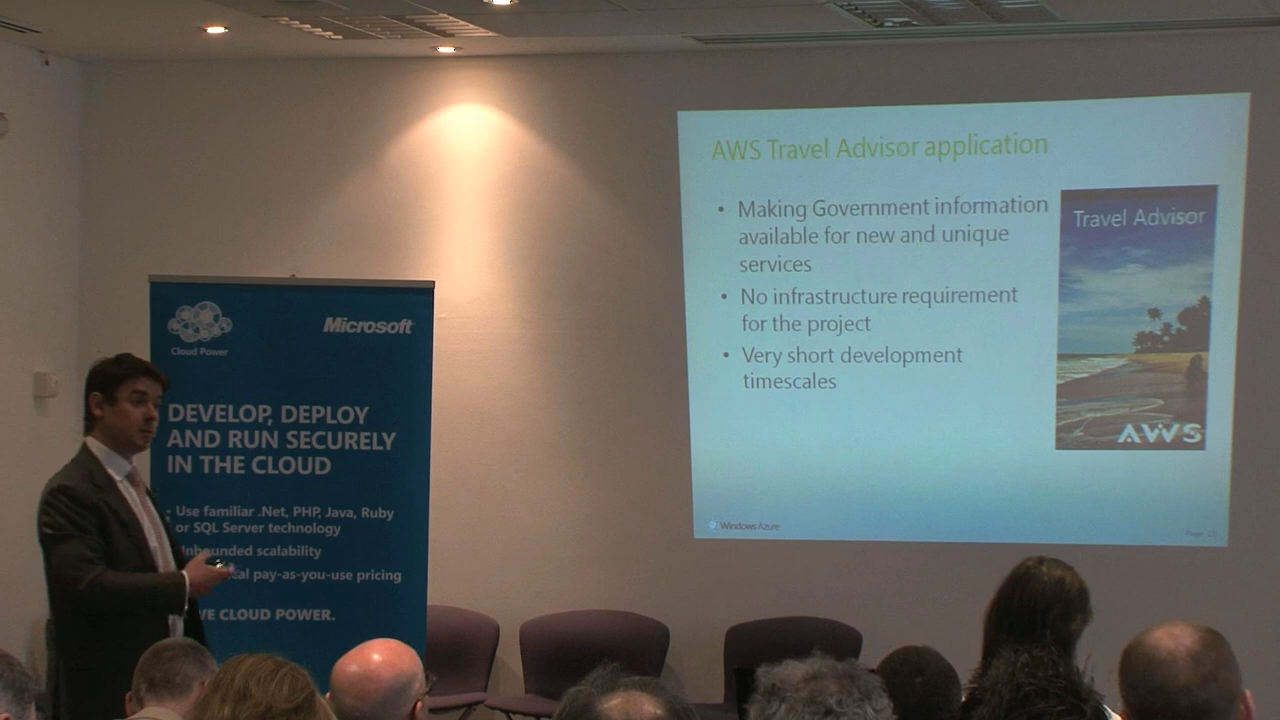 AWS Travel Advisor application
• Making Government information
available for new and unique
services
• No infrastructure requirement
for the project
• Very short development
timescales
Travel Advisor
AWS
Windows Azure
Cloud Power
Microsoft
DEVELOP, DEPLOY
AND RUN SECURELY
IN THE CLOUD
• Use familiar .Net, PHP, Java, Ruby
or SQL Server technology
scalability
pay-as-you-use pricing
CLOUD POWER.